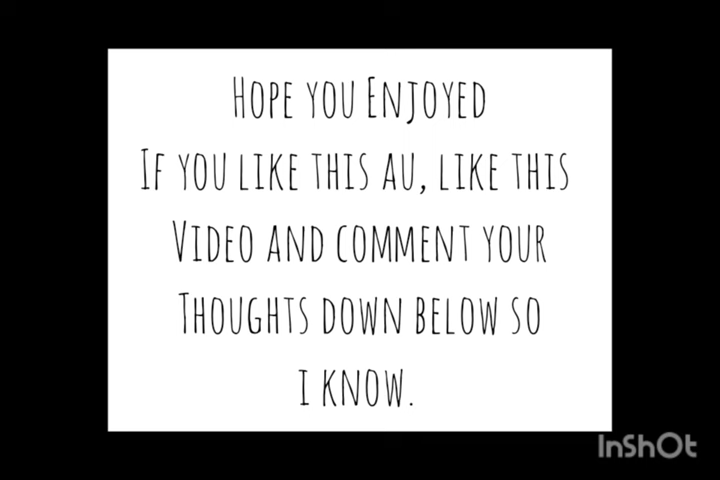 Hope you Enjoyed
If you like this au, like this
Video and comment your
Thoughts down below so
i know.
InShOt